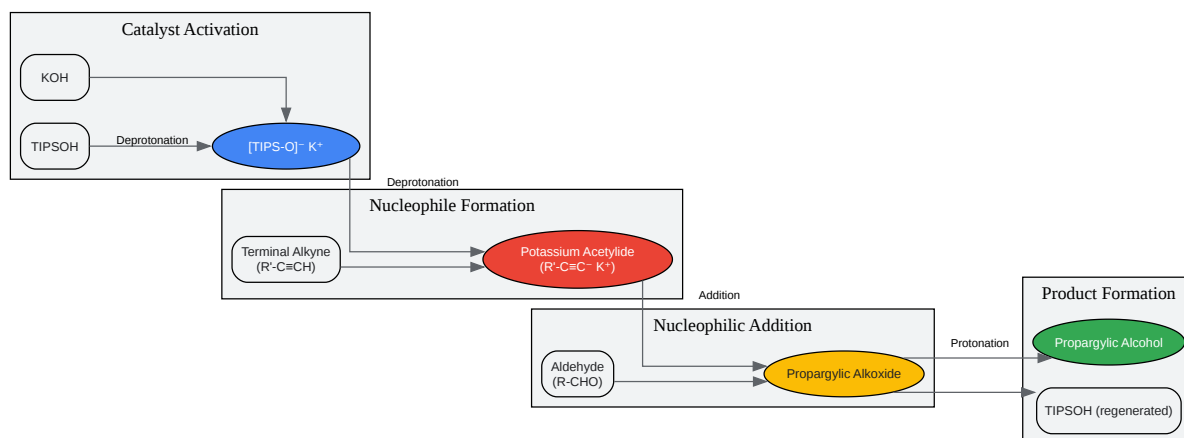 Catalyst Activation
KOH
TIPSOH
Deprotonation
[TIPS-O]⁻ K⁺
Deprotonation
Nucleophile Formation
Terminal Alkyne
(R'-C≡CH)
Potassium Acetylide
(R'-C≡C⁻ K⁺)
Addition
Nucleophilic Addition
Aldehyde
(R-CHO)
Propargylic Alkoxide
Product Formation
Protonation
Propargylic Alcohol
TIPSOH (regenerated)